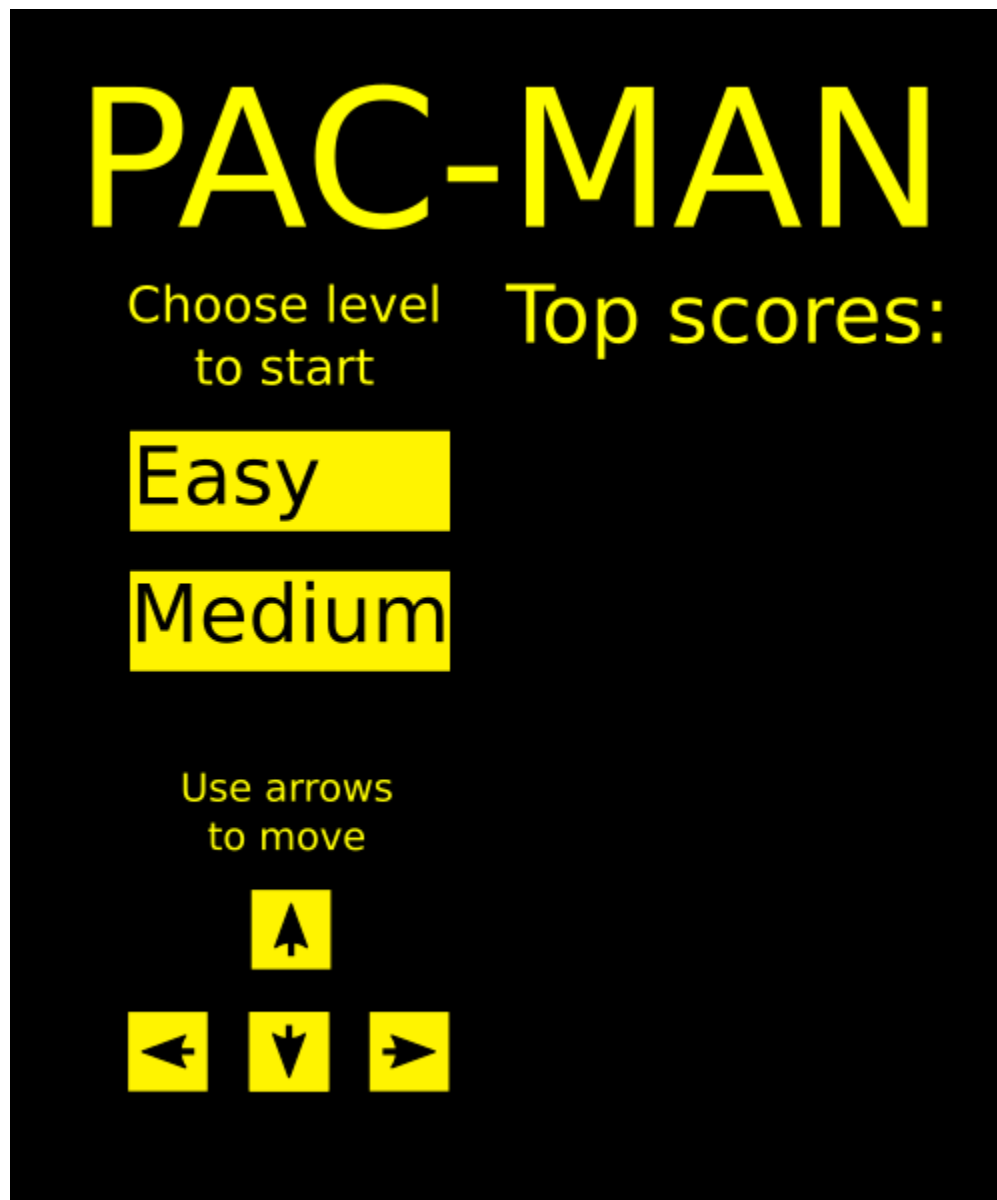 PAC-MAN
Choose level
to start
Top scores:
Easy
Medium
Use arrows
to move